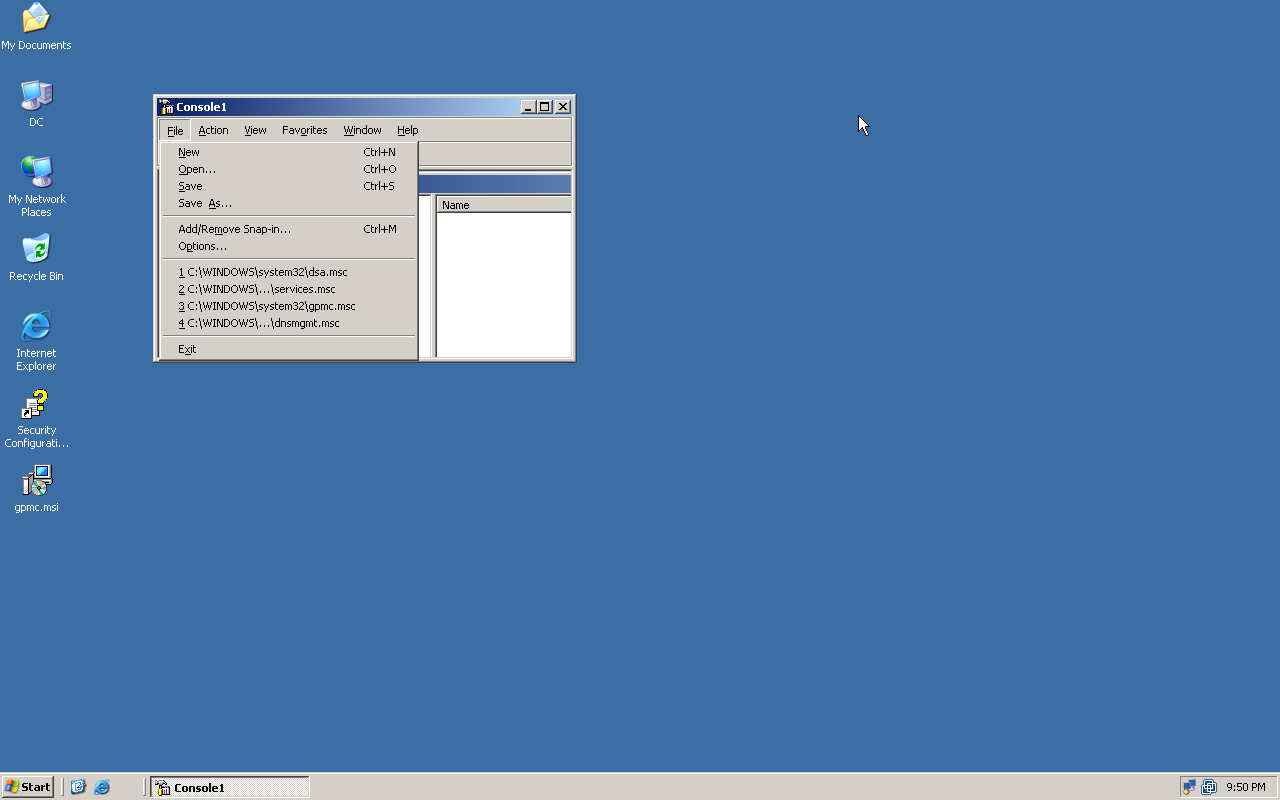 My Documents
DC
My Network
Places
Recycle Bin
Internet
Explorer
Security
Configurati...
gpmc.msi
Console1
File Action View Favorites Window Help
New Ctrl+N
Open... Ctrl+O
Save Ctrl+S
Save As...
Add/Remove Snap-in... Ctrl+M
Options...
1 C:\WINDOWS\system32\dsa.msc
2 C:\WINDOWS\...\services.msc
3 C:\WINDOWS\system32\gpmc.msc
4 C:\WINDOWS\...\dnsmgmt.msc
Exit
Name
Start Console1 9:50 PM